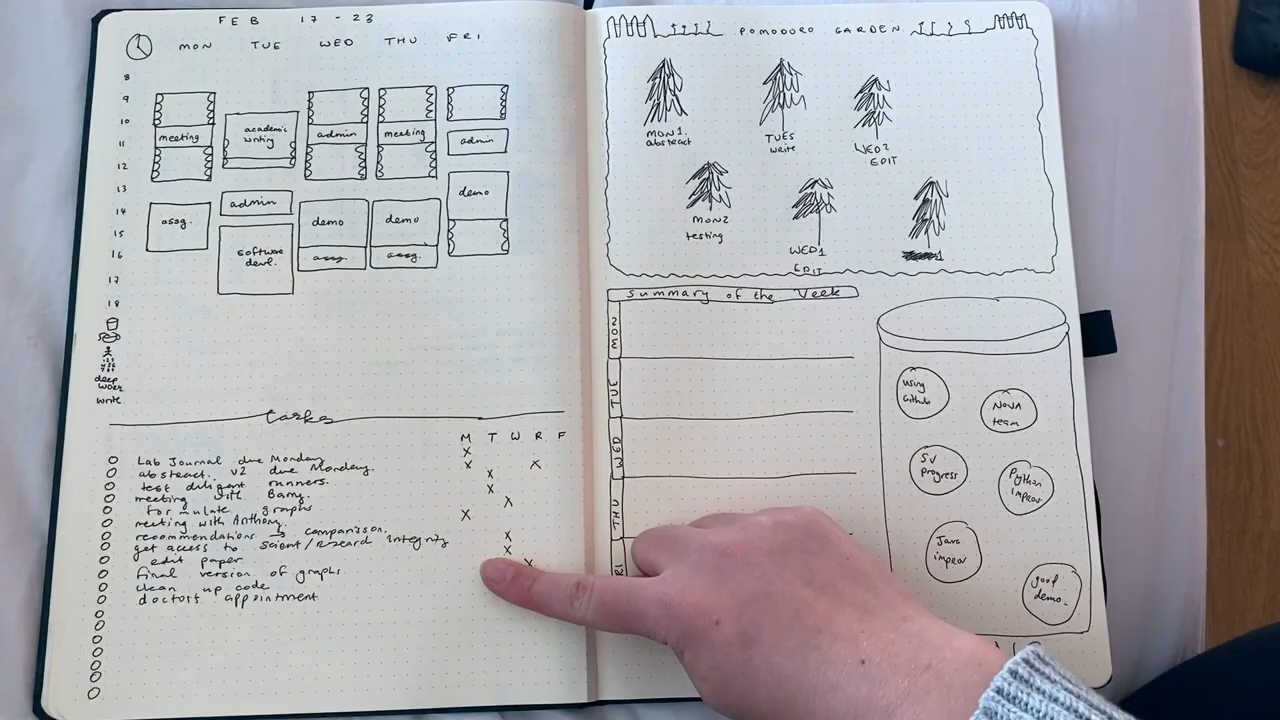 FEB 17 - 23
MON TUE WED THU FRI
8
9
10
11
12
13
14
15
16
17
18
meeting
assg.
academic
writing
admin
software
devl.
admin
demo
assg.
meeting
demo
assg.
admin
demo
deep
work
write
tasks
M T W R F
Lab Journal due Monday X
abstract. v2 due Monday. X X
test diligent runners. X
meeting with Barry. X
formulate graphs X
meeting with Anthony. X
recommendations → comparison. X
get access to scient/research integrity X
edit paper X
final version of graphs.
clean up code
doctors appointment
POMODORO GARDEN
MON1.
abstract
TUES
write
WED2
EDIT
MON2
testing
WED1
EDIT
Summary of the Week
MON
TUE
WED
THU
RI
using
Github
NOVA
team
SV
progress
Python
improv.
Java
improv
good
demo.